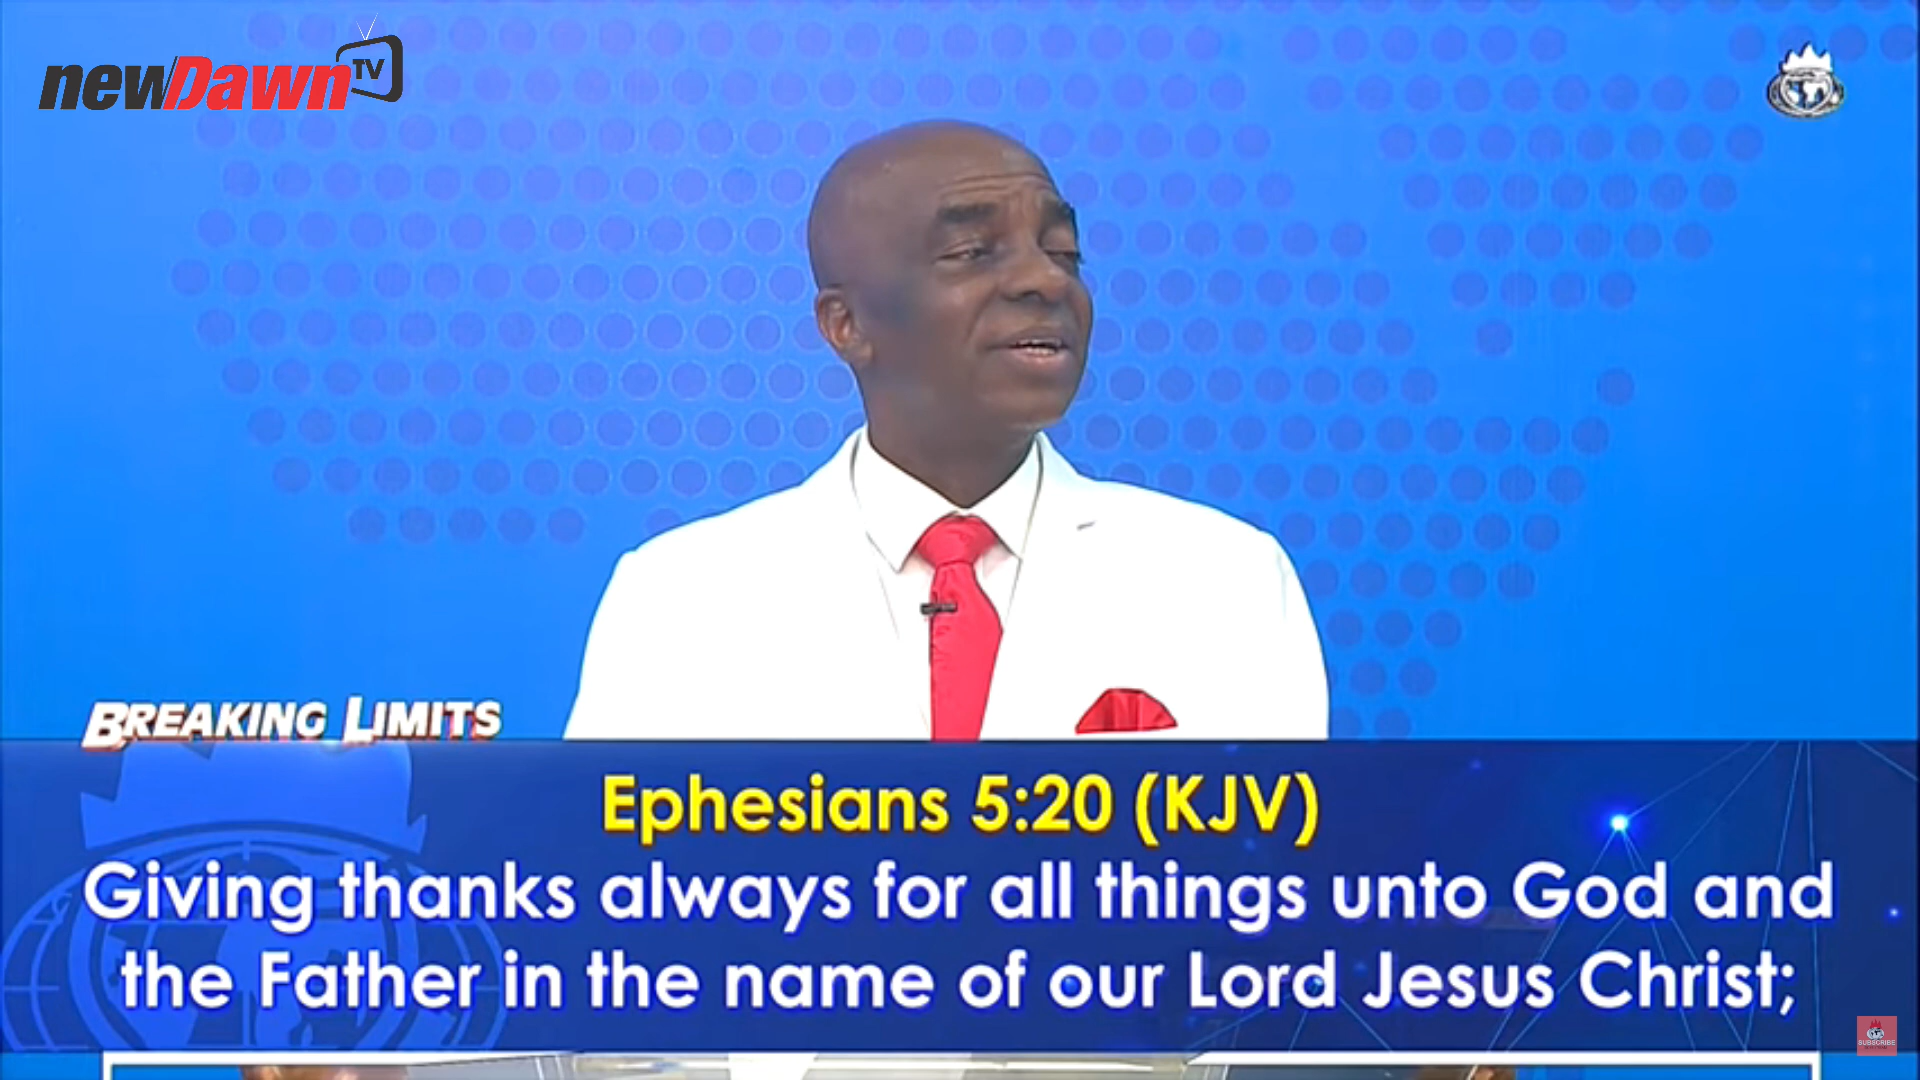 newDawn TV
BREAKING LIMITS
Ephesians 5:20 (KJV)
Giving thanks always for all things unto God and
the Father in the name of our Lord Jesus Christ;
SUBSCRIBE